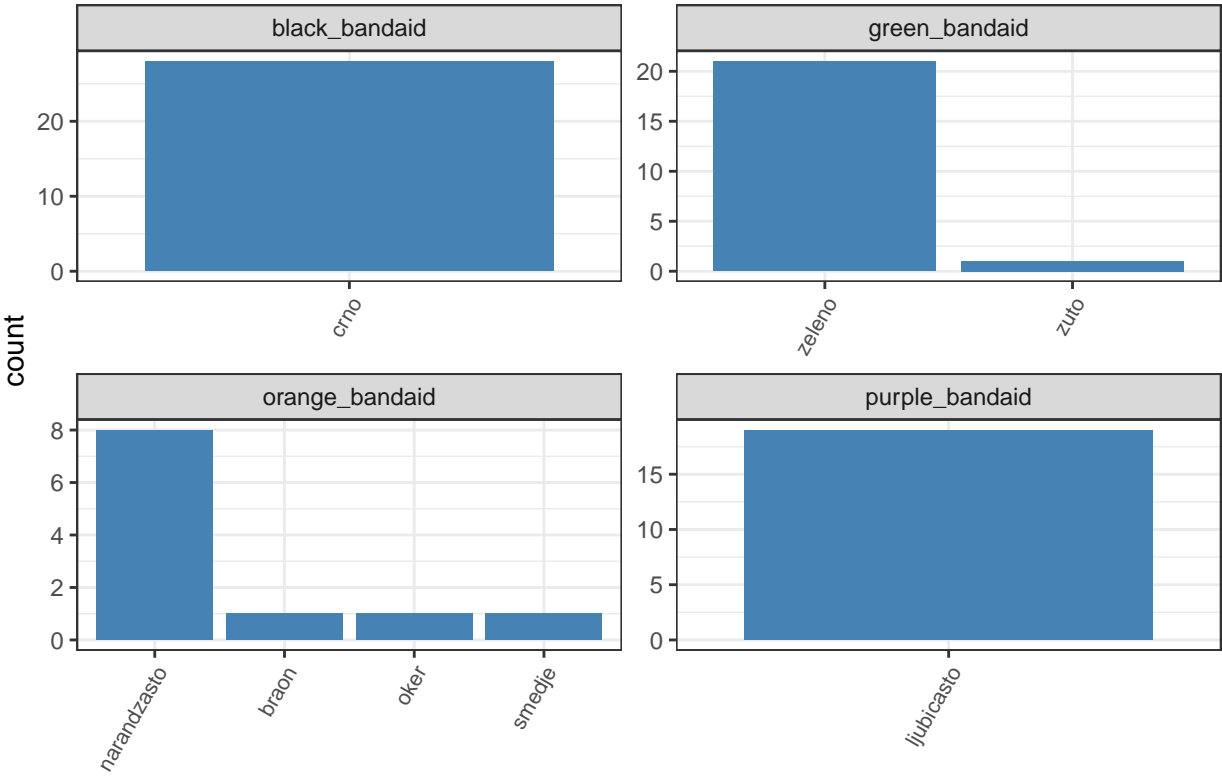 black_bandaid
20
10
0
crno
green_bandaid
20
15
10
5
0
zeleno
zuto
count
orange_bandaid
8
6
4
2
0
narandzasto
braon
oker
smedje
purple_bandaid
15
10
5
0
ljubicasto